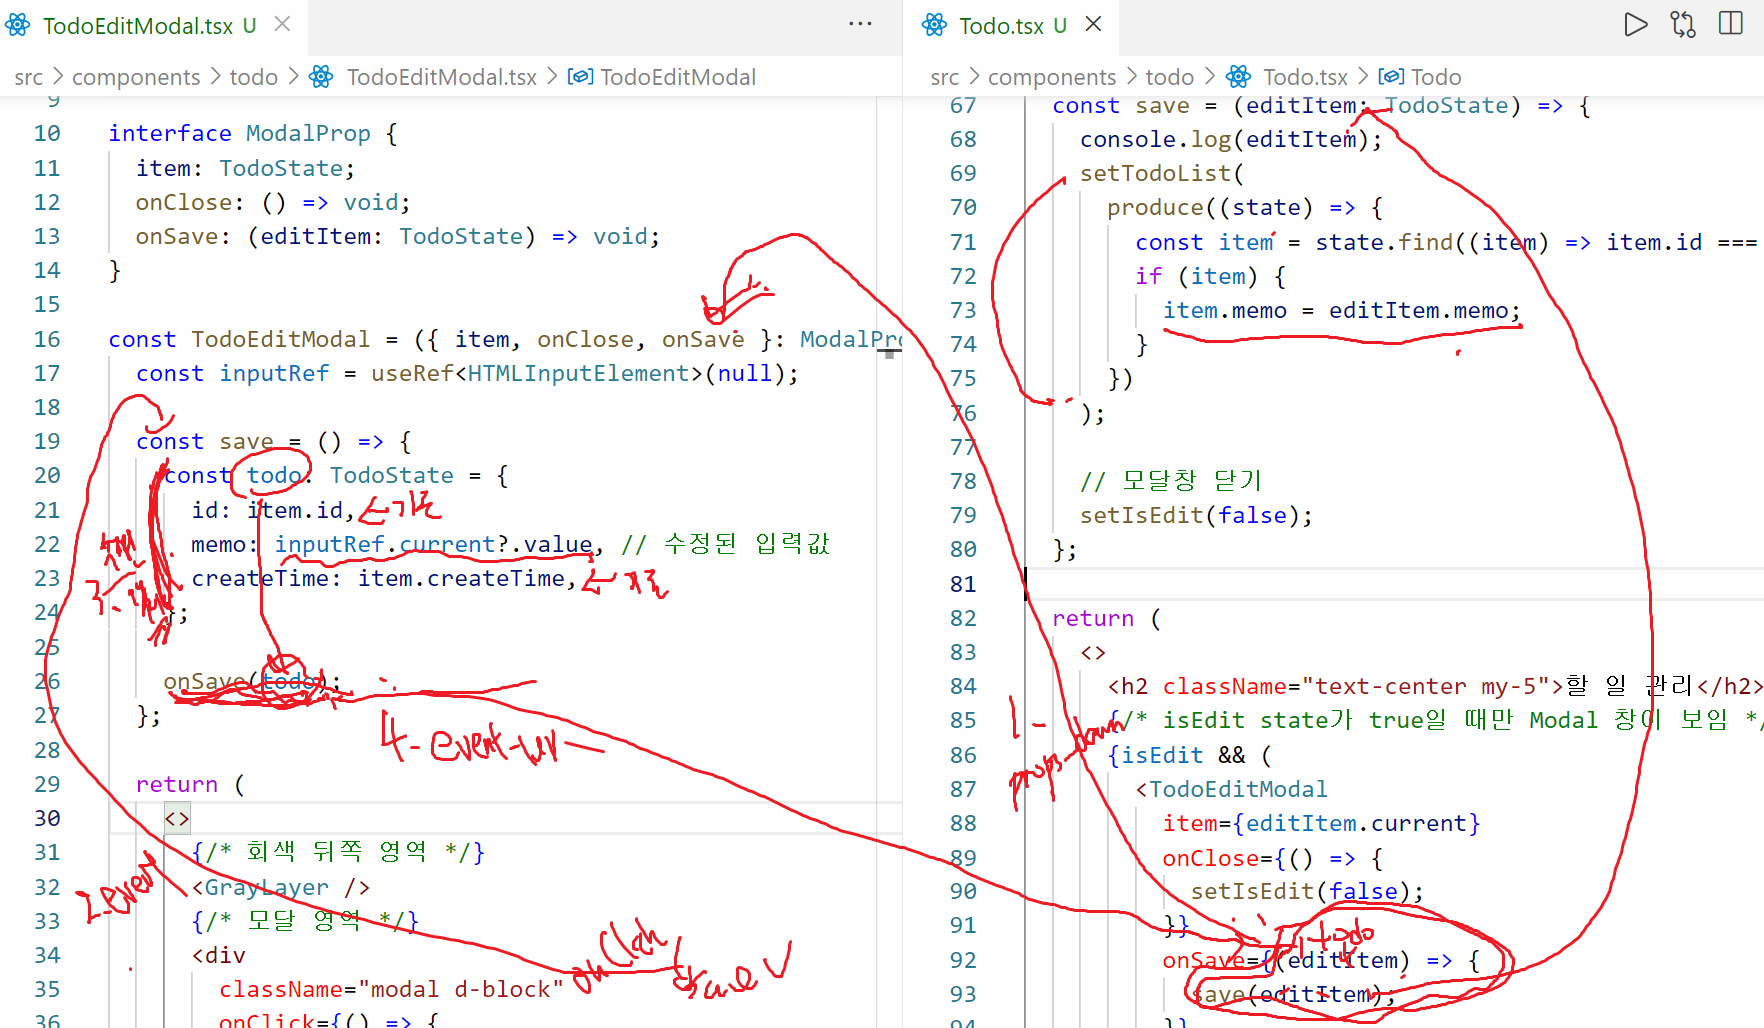 TodoEditModal.tsx U
src > components > todo > TodoEditModal.tsx > TodoEditModal
9
10 interface ModalProp {
11 item: TodoState;
12 onClose: () => void;
13 onSave: (editItem: TodoState) => void;
14 }
15
16 const TodoEditModal = ({ item, onClose, onSave }: ModalPro
17 const inputRef = useRef<HTMLInputElement>(null);
18
19 const save = () => {
20 const todo: TodoState = {
21 id: item.id,
22 memo: inputRef.current?.value, // 수정된 입력값
23 createTime: item.createTime,
24 };
25
26 onSave(todo);
27 };
28
29 return (
30 <>
31 {/* 회색 뒤쪽 영역 */}
32 <GrayLayer />
33 {/* 모달 영역 */}
34 <div
35 className="modal d-block"
36 onClick={() => {
기존
기존
4-event-up
2-event
onClick
save
Todo.tsx U
src > components > todo > Todo.tsx > Todo
67 const save = (editItem: TodoState) => {
68 console.log(editItem);
69 setTodoList(
70 produce((state) => {
71 const item = state.find((item) => item.id ===
72 if (item) {
73 item.memo = editItem.memo;
74 }
75 })
76 );
77
78 // 모달창 닫기
79 setIsEdit(false);
80 };
81
82 return (
83 <>
84 <h2 className="text-center my-5">할 일 관리</h2>
85 {/* isEdit state가 true일 때만 Modal 창이 보임 */
86 {isEdit && (
87 <TodoEditModal
88 item={editItem.current}
89 onClose={() => {
90 setIsEdit(false);
91 }}
92 onSave={(editItem) => {
93 save(editItem);
94 }}
1-
props-down
todo